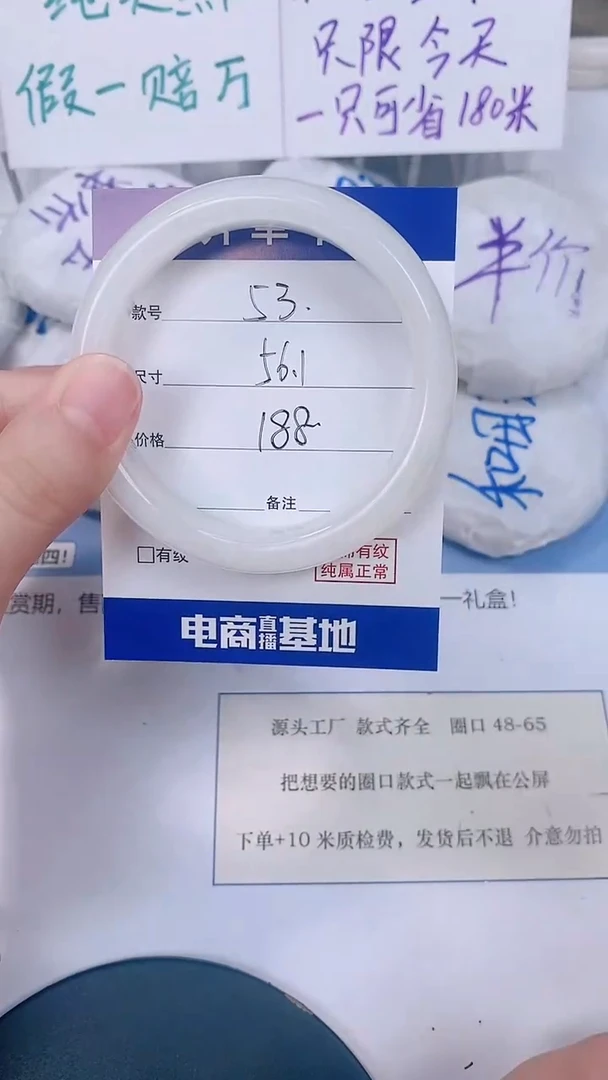 假一赔万
只限今天
一只可省180米
半价
款号 53.
尺寸 56.1
价格 188
备注
□有纹
有纹
纯属正常
电商直播基地
四!
赏期，售
一礼盒!
源头工厂 款式齐全 圈口 48-65
把想要的圈口款式一起飘在公屏
下单+10 米质检费，发货后不退 介意勿拍